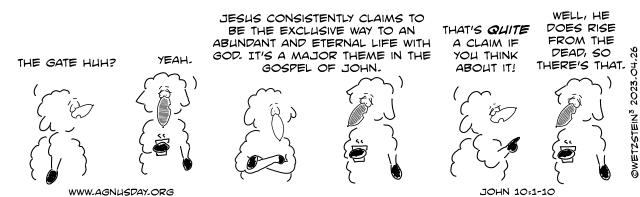 THE GATE HUH?
YEAH.
JESUS CONSISTENTLY CLAIMS TO
BE THE EXCLUSIVE WAY TO AN
ABUNDANT AND ETERNAL LIFE WITH
GOD. IT'S A MAJOR THEME IN THE
GOSPEL OF JOHN.
THAT'S QUITE
A CLAIM IF
YOU THINK
ABOUT IT!
WELL, HE
DOES RISE
FROM THE
DEAD, SO
THERE'S THAT.
WWW.AGNUSDAY.ORG
JOHN 10:1-10
©WETZSTEIN³ 2023.04.26